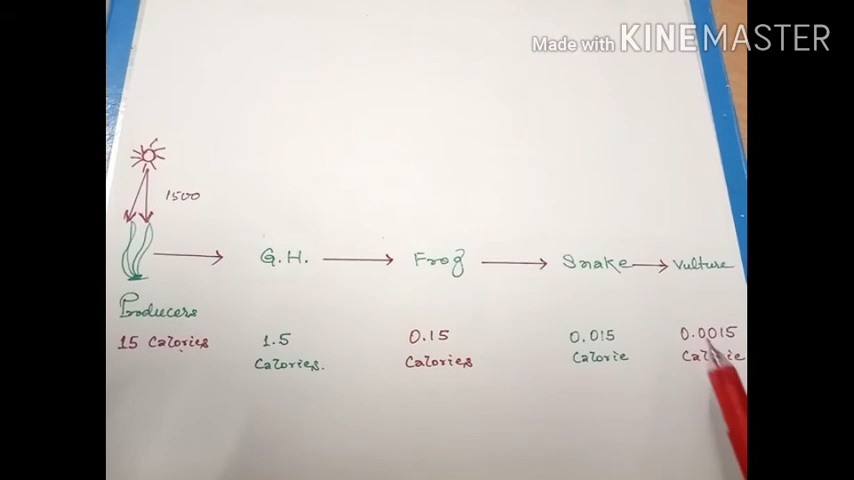 Made with KINEMASTER
1500
G.H. Frog Snake Vulture
Producers
15 Calories 1.5 0.15 0.015 0.0015
Calories. Calories Calorie Calorie